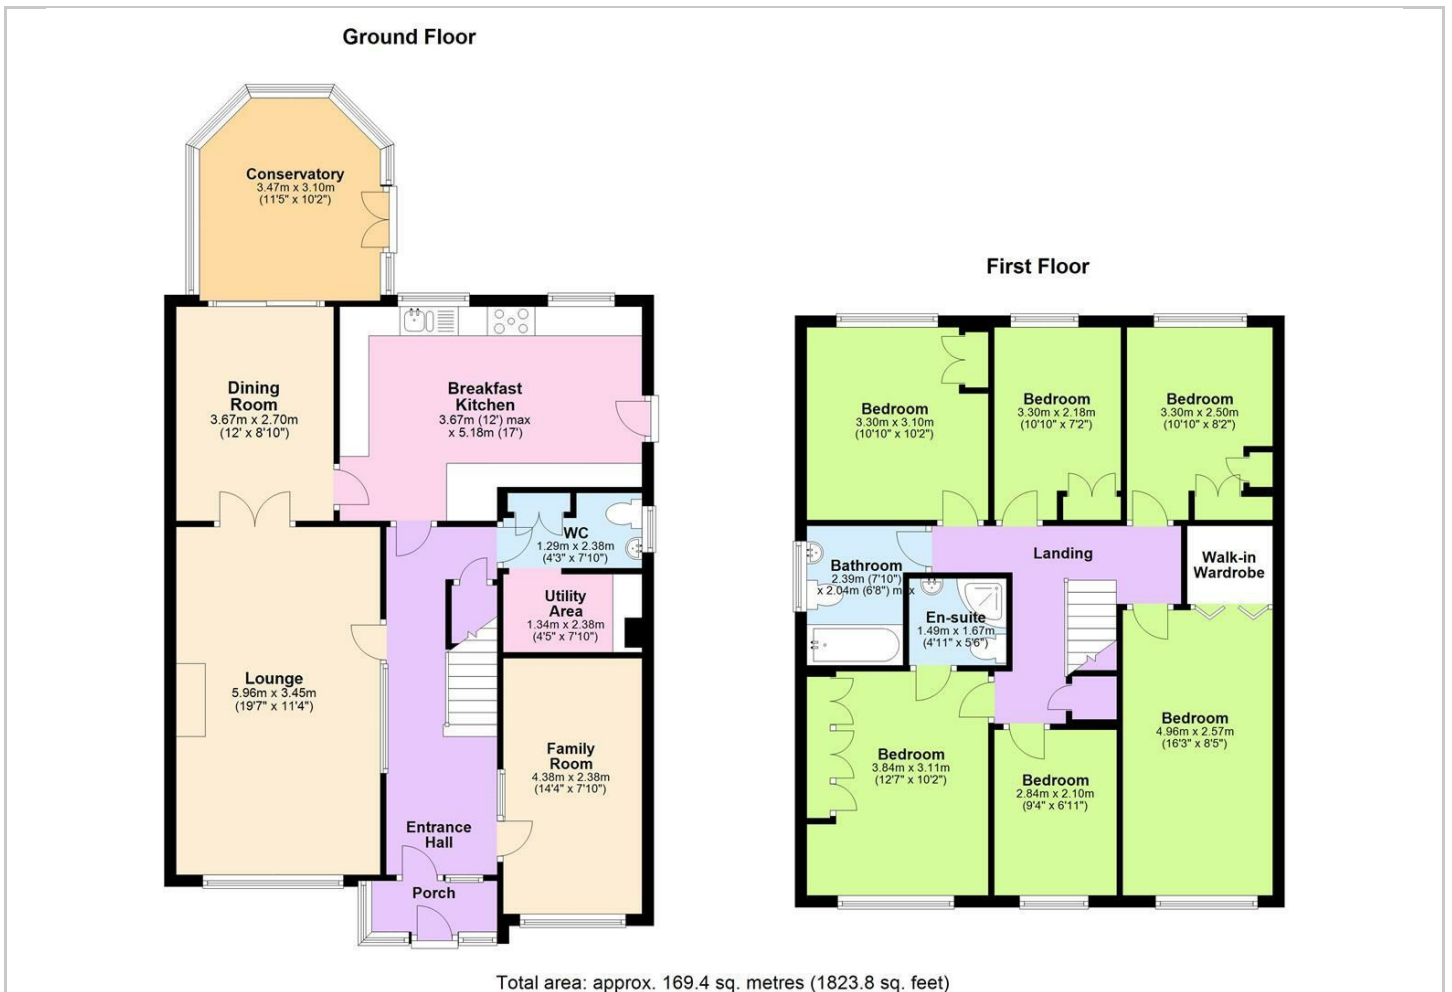 Ground Floor
Conservatory
3.47m x 3.10m
(11'5" x 10'2")
Dining
Room
3.67m x 2.70m
(12' x 8'10")
Breakfast
Kitchen
3.67m (12') max
x 5.18m (17')
WC
1.29m x 2.38m
(4'3" x 7'10")
Utility
Area
1.34m x 2.38m
(4'5" x 7'10")
Lounge
5.96m x 3.45m
(19'7" x 11'4")
Family
Room
4.38m x 2.38m
(14'4" x 7'10")
Entrance
Hall
Porch
First Floor
Bedroom
3.30m x 3.10m
(10'10" x 10'2")
Bedroom
3.30m x 2.18m
(10'10" x 7'2")
Bedroom
3.30m x 2.50m
(10'10" x 8'2")
Landing
Walk-in
Wardrobe
Bathroom
2.39m (7'10")
x 2.04m (6'8") max
En-suite
1.49m x 1.67m
(4'11" x 5'6")
Bedroom
3.84m x 3.11m
(12'7" x 10'2")
Bedroom
2.84m x 2.10m
(9'4" x 6'11")
Bedroom
4.96m x 2.57m
(16'3" x 8'5")
Total area: approx. 169.4 sq. metres (1823.8 sq. feet)